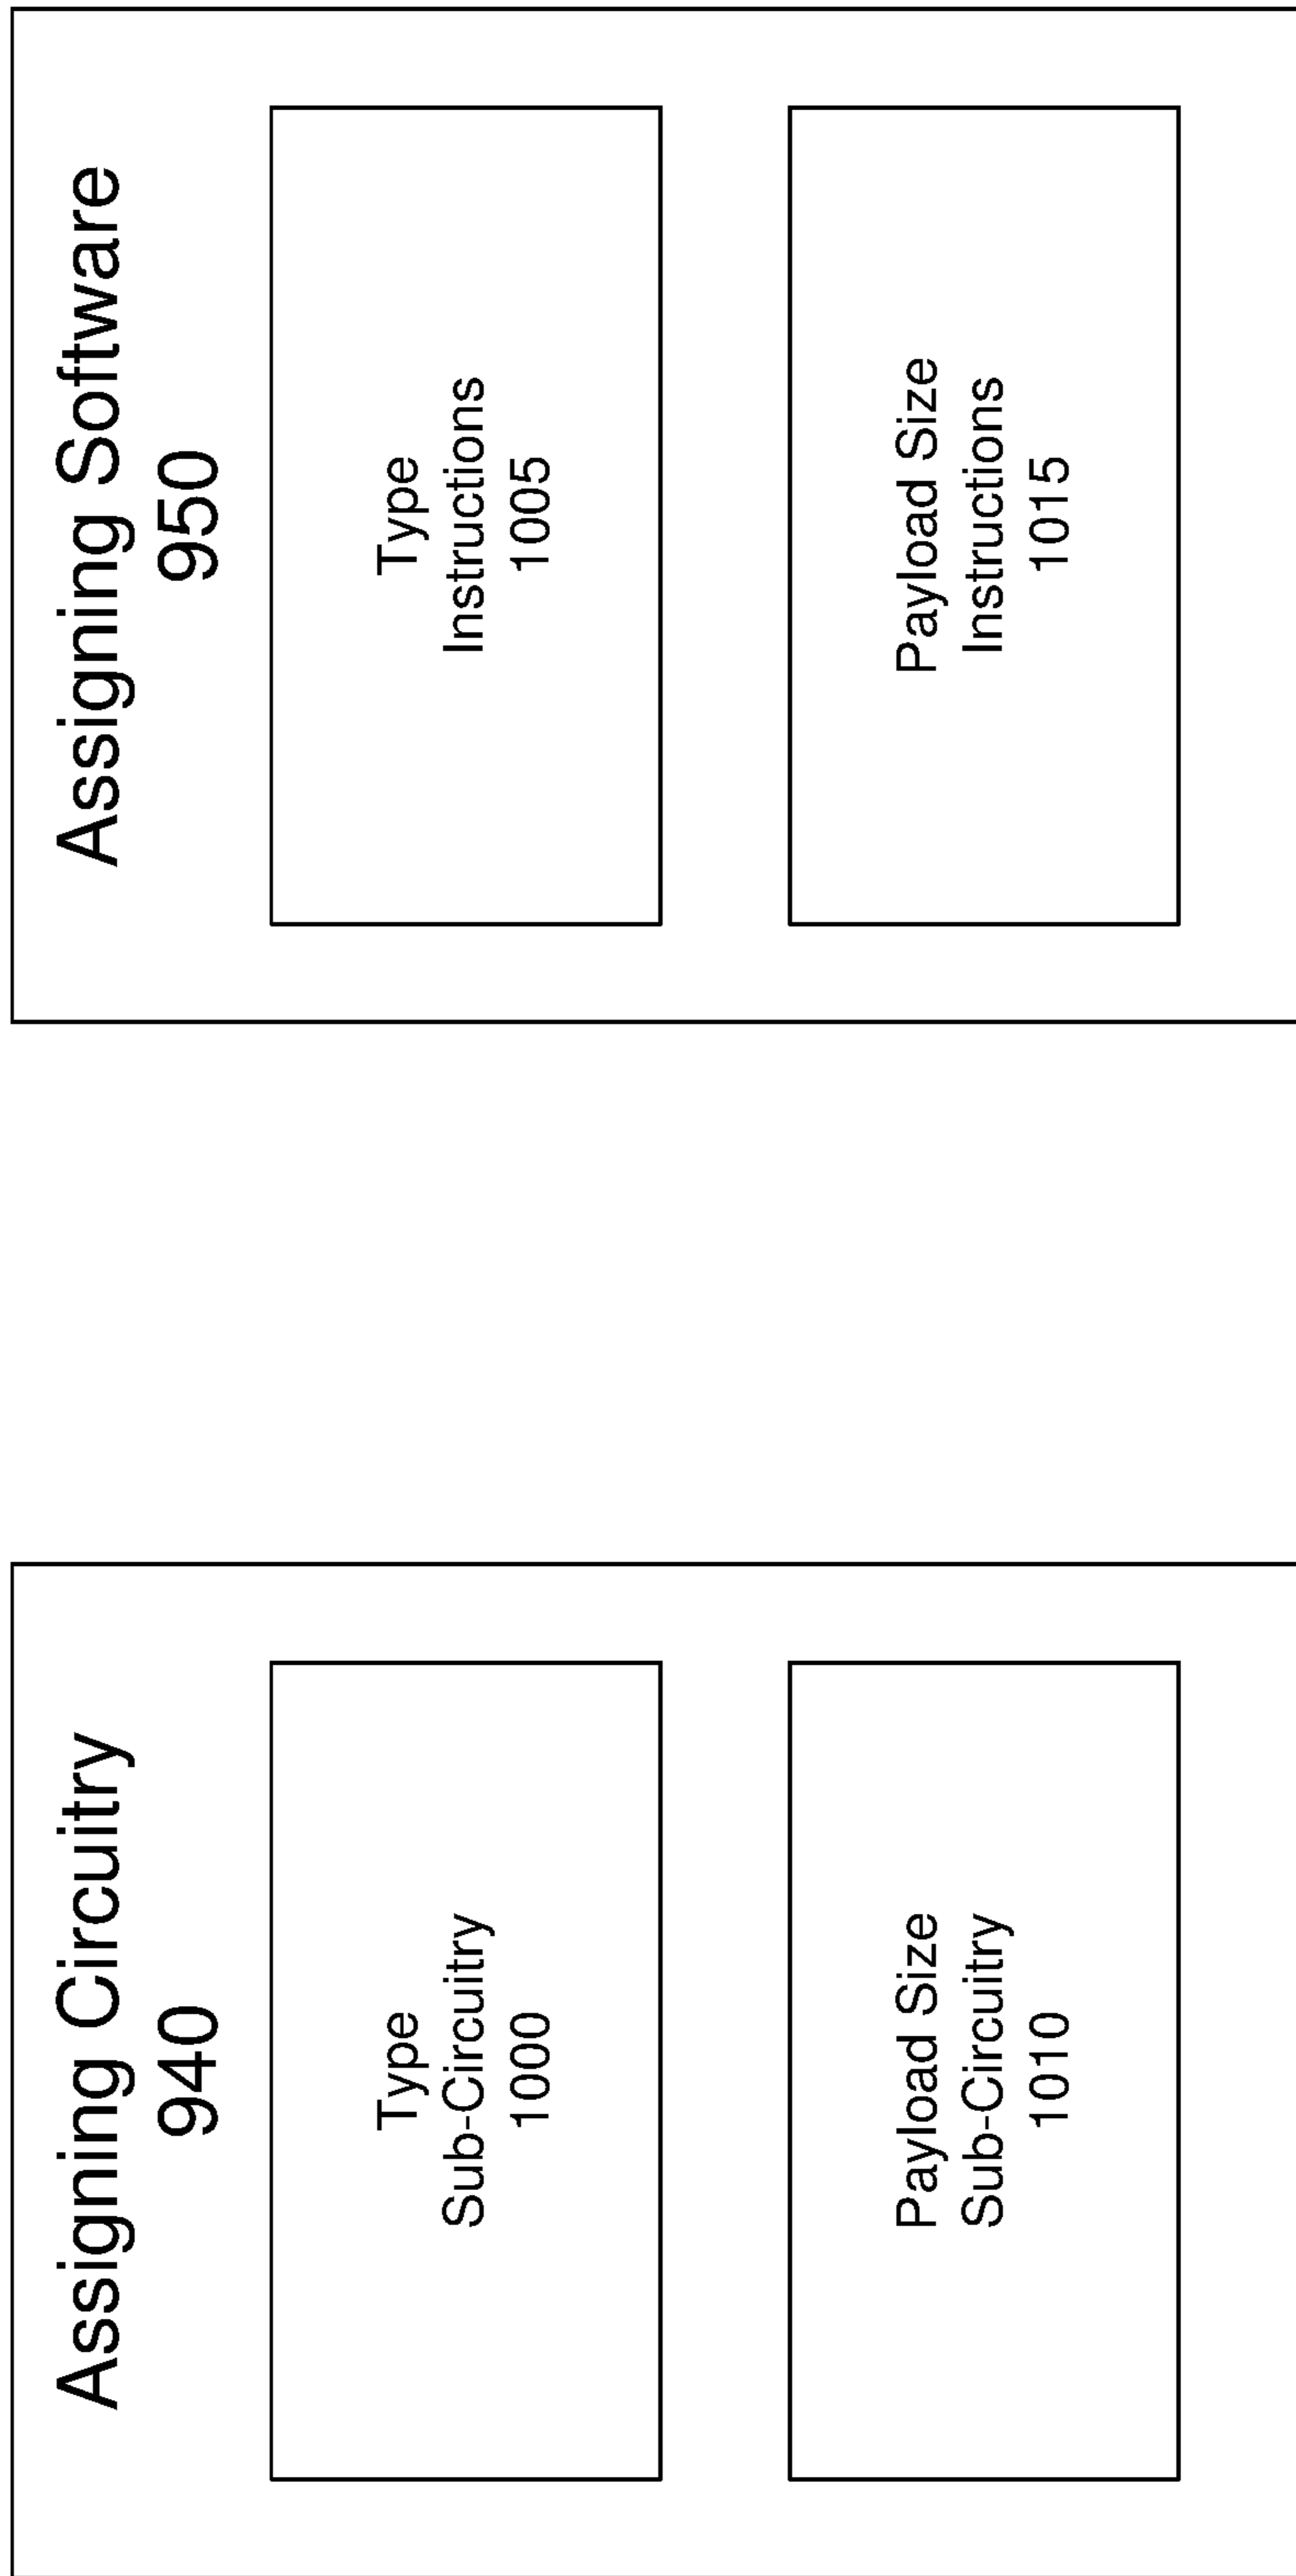 Assigning Circuitry
940
Type
Sub-Circuitry
1000
Payload Size
Sub-Circuitry
1010
Assigning Software
950
Type
Instructions
1005
Payload Size
Instructions
1015